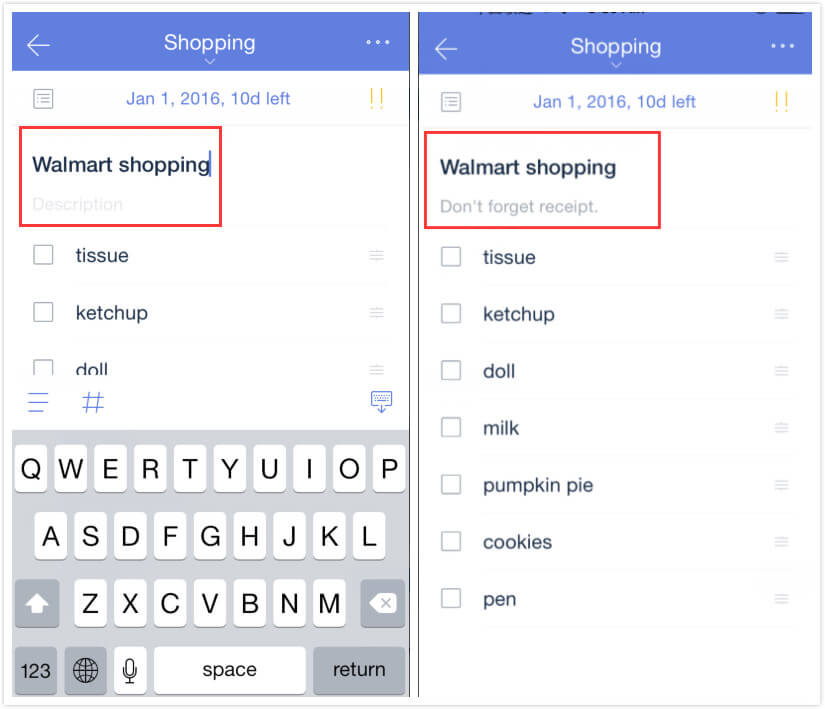 Shopping
Jan 1, 2016, 10d left
!!
Walmart shopping
Description
tissue
ketchup
doll
#
Q W E R T Y U I O P
A S D F G H J K L
Z X C V B N M
123 space return
Shopping
Jan 1, 2016, 10d left
!!
Walmart shopping
Don't forget receipt.
tissue
ketchup
doll
milk
pumpkin pie
cookies
pen